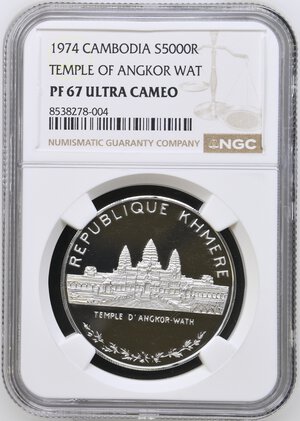 1974 CAMBODIA S5000R
TEMPLE OF ANGKOR WAT
PF 67 ULTRA CAMEO
8538278-004
NUMISMATIC GUARANTY COMPANY
NGC
REPUBLIQUE KHMERE
TEMPLE D'ANGKOR-WATH